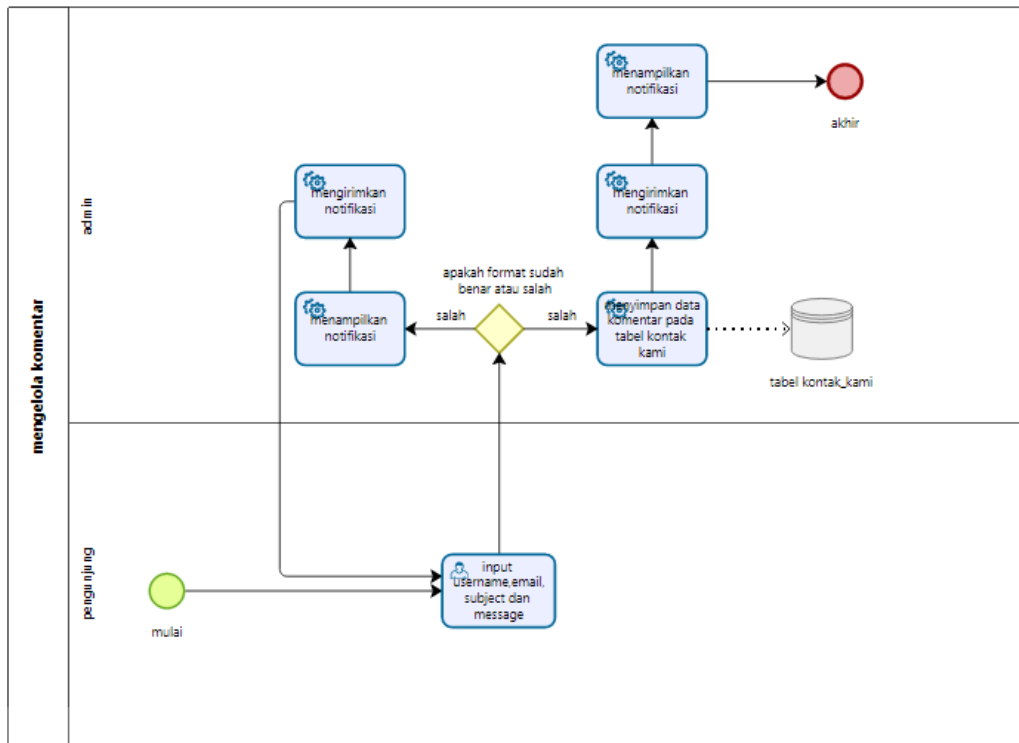 mengelola komentar
admin
pengunjung
menampilkan
notifikasi
akhir
mengirimkan
notifikasi
mengirimkan
notifikasi
apakah format sudah
benar atau salah
salah
salah
menampilkan
notifikasi
menyimpan data
komentar pada
tabel kontak
kami
tabel kontak_kami
input
username,email,
subject dan
message
mulai